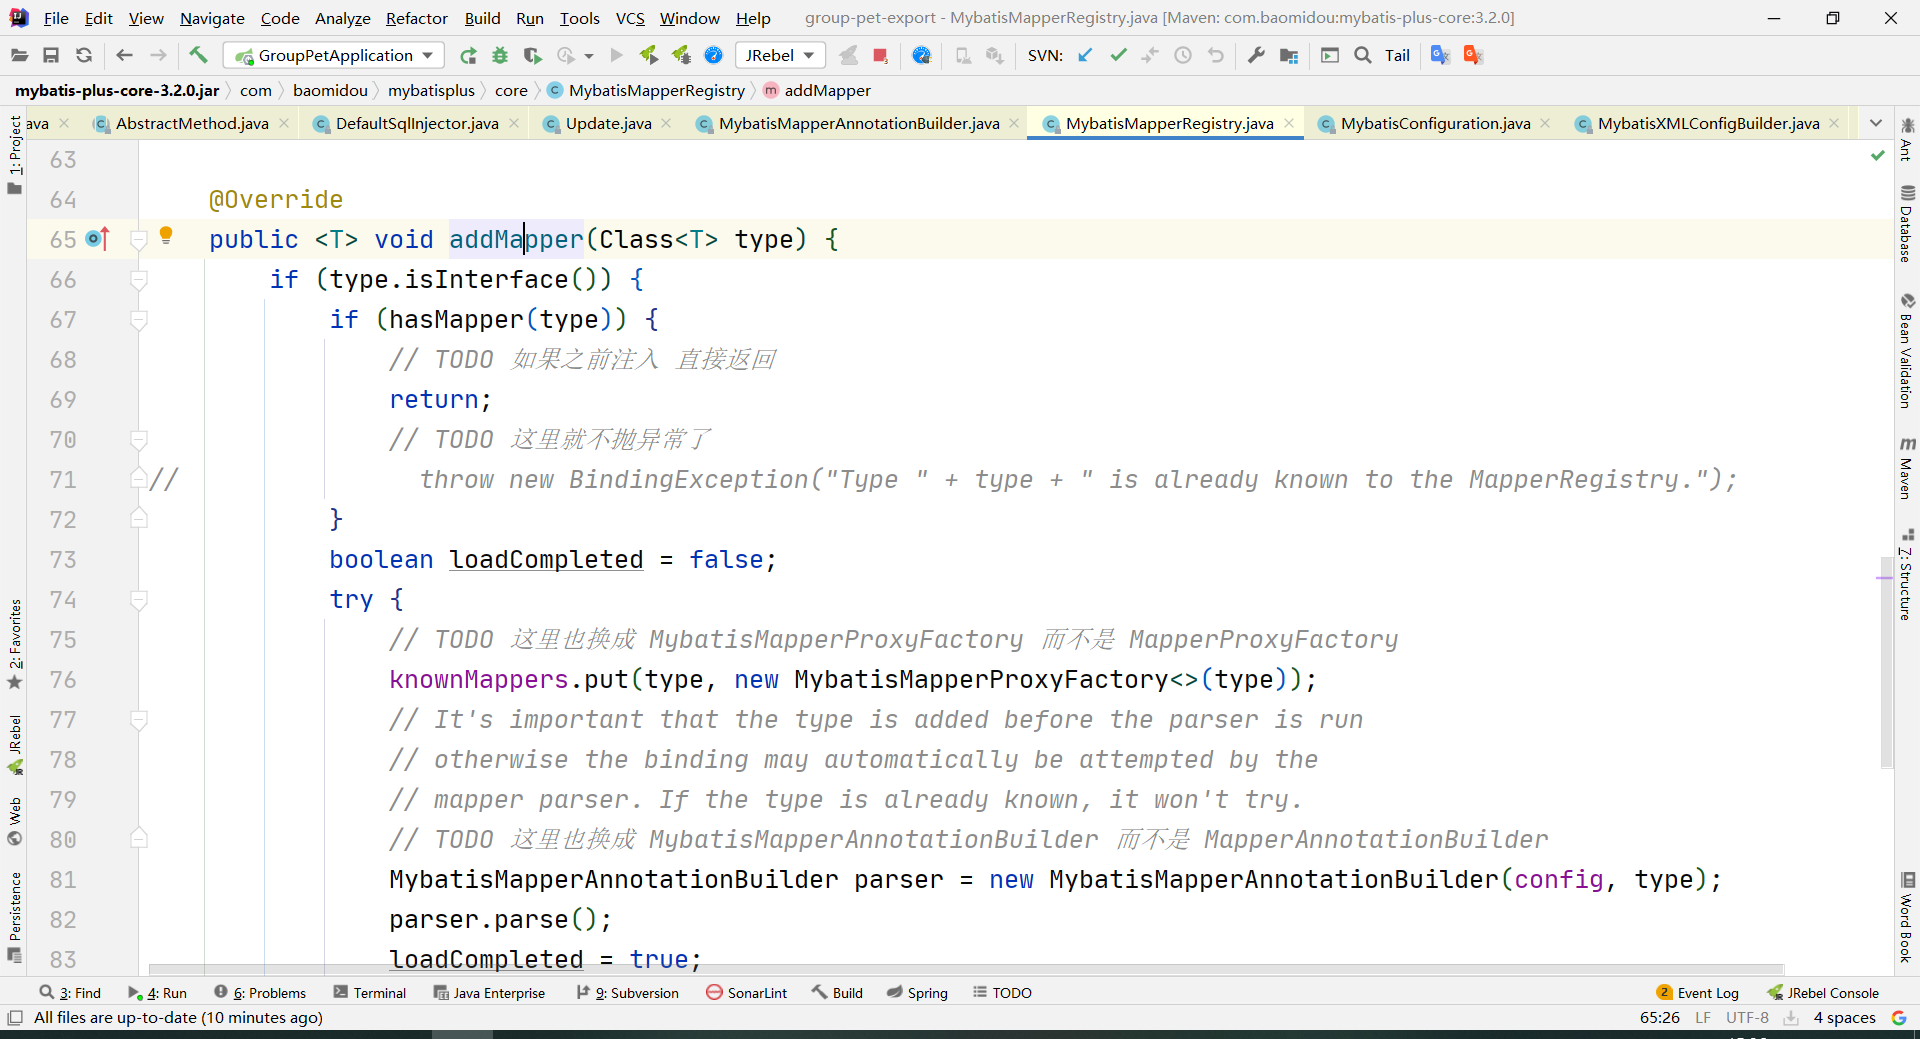 File Edit View Navigate Code Analyze Refactor Build Run Tools VCS Window Help group-pet-export - MybatisMapperRegistry.java [Maven: com.baomidou:mybatis-plus-core:3.2.0]
GroupPetApplication JRebel SVN: Tail
mybatis-plus-core-3.2.0.jar com baomidou mybatisplus core MybatisMapperRegistry addMapper
ava AbstractMethod.java DefaultSqlInjector.java Update.java MybatisMapperAnnotationBuilder.java MybatisMapperRegistry.java MybatisConfiguration.java MybatisXMLConfigBuilder.java
63
64 @Override
65 public <T> void addMapper(Class<T> type) {
66 if (type.isInterface()) {
67 if (hasMapper(type)) {
68 // TODO 如果之前注入 直接返回
69 return;
70 // TODO 这里就不抛异常了
71 // throw new BindingException("Type " + type + " is already known to the MapperRegistry.");
72 }
73 boolean loadCompleted = false;
74 try {
75 // TODO 这里也换成 MybatisMapperProxyFactory 而不是 MapperProxyFactory
76 knownMappers.put(type, new MybatisMapperProxyFactory<>(type));
77 // It's important that the type is added before the parser is run
78 // otherwise the binding may automatically be attempted by the
79 // mapper parser. If the type is already known, it won't try.
80 // TODO 这里也换成 MybatisMapperAnnotationBuilder 而不是 MapperAnnotationBuilder
81 MybatisMapperAnnotationBuilder parser = new MybatisMapperAnnotationBuilder(config, type);
82 parser.parse();
83 loadCompleted = true;
1: Project
2: Favorites
JRebel
Web
Persistence
Ant
Database
Bean Validation
Maven
7: Structure
Word Book
3: Find 4: Run 6: Problems Terminal Java Enterprise 9: Subversion SonarLint Build Spring TODO 2 Event Log JRebel Console
All files are up-to-date (10 minutes ago) 65:26 LF UTF-8 4 spaces